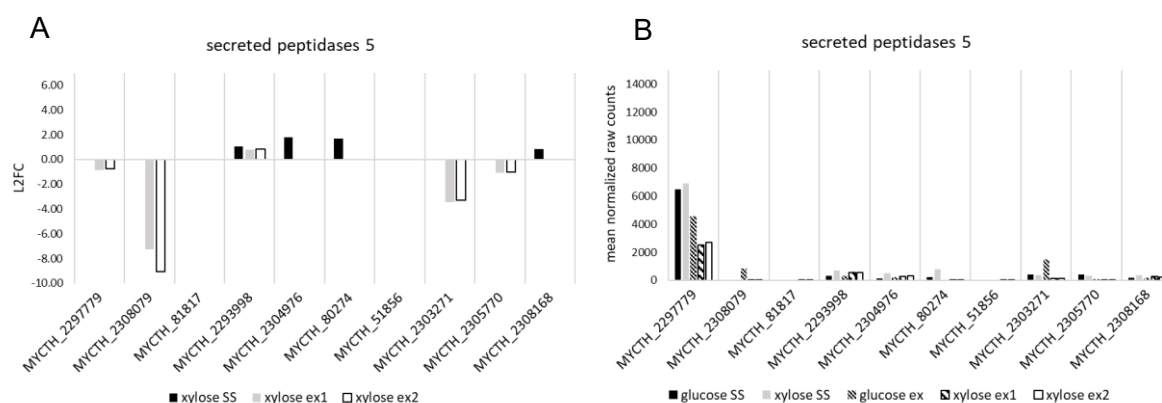 A
secreted peptidases 5
6.00
4.00
2.00
0.00
-2.00
-4.00
-6.00
-8.00
-10.00
L2FC
MYCTH_2297779
MYCTH_2308079
MYCTH_81817
MYCTH_2293998
MYCTH_2304976
MYCTH_80274
MYCTH_51856
MYCTH_2303271
MYCTH_2305770
MYCTH_2308168
xylose SS xylose ex1 xylose ex2
B
secreted peptidases 5
14000
12000
10000
8000
6000
4000
2000
0
mean normalized raw counts
MYCTH_2297779
MYCTH_2308079
MYCTH_81817
MYCTH_2293998
MYCTH_2304976
MYCTH_80274
MYCTH_51856
MYCTH_2303271
MYCTH_2305770
MYCTH_2308168
glucose SS xylose SS glucose ex xylose ex1 xylose ex2